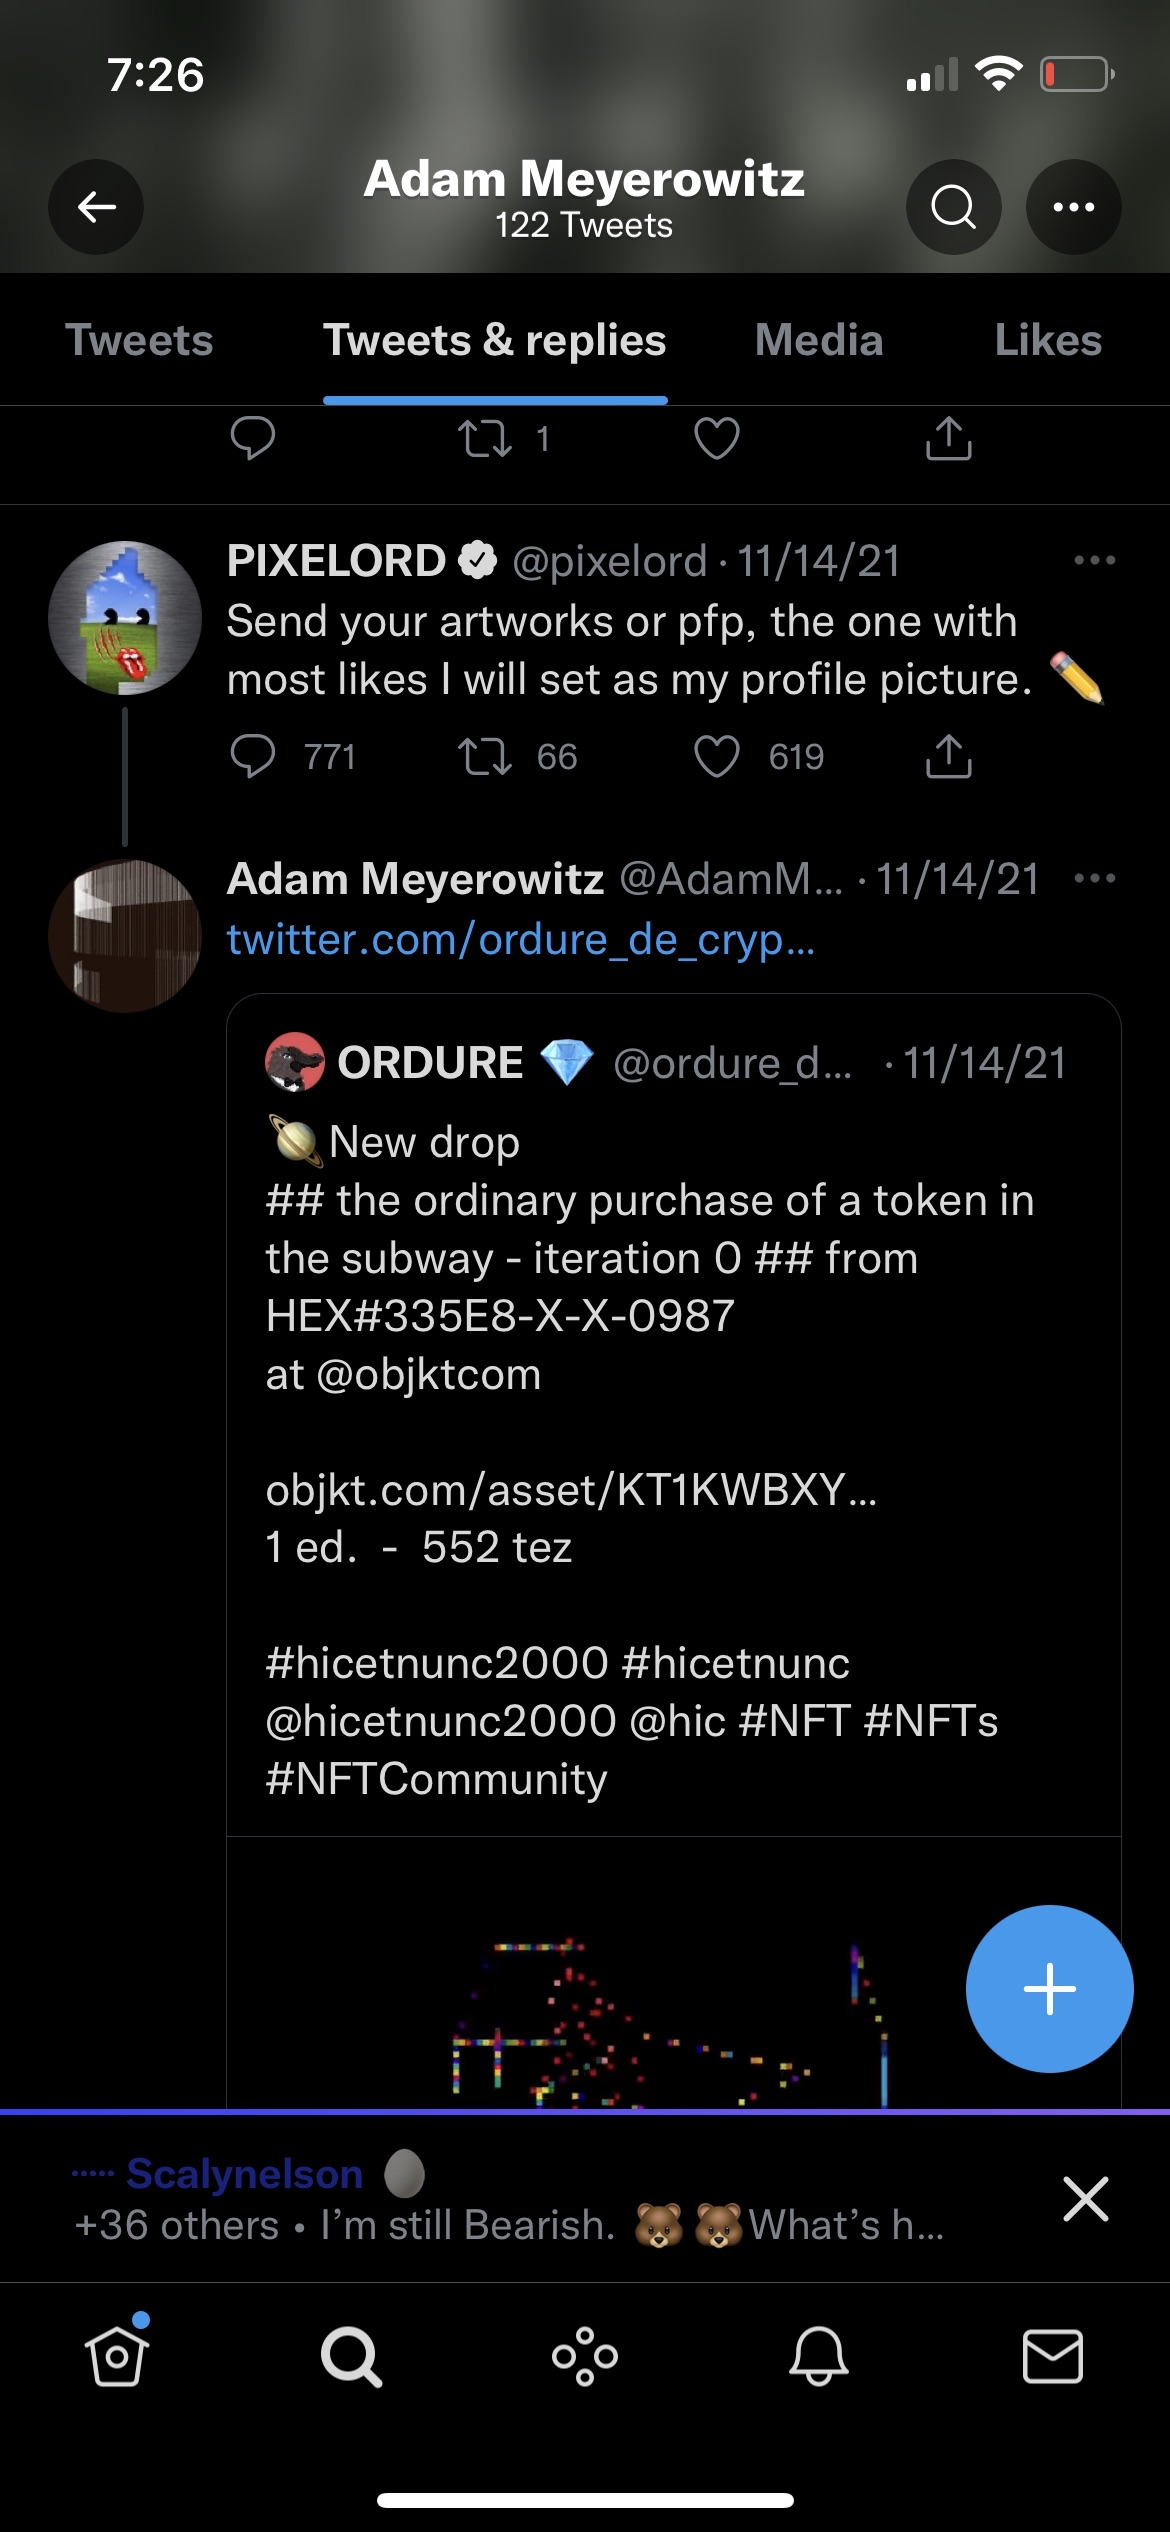 7:26
Adam Meyerowitz
122 Tweets
Tweets Tweets & replies Media Likes
1
PIXELORD @pixelord · 11/14/21
Send your artworks or pfp, the one with
most likes I will set as my profile picture. ✏️
771 66 619
Adam Meyerowitz @AdamM... · 11/14/21
twitter.com/ordure_de_cryp...
ORDURE 💎 @ordure_d... · 11/14/21
🪐New drop
## the ordinary purchase of a token in
the subway - iteration 0 ## from
HEX#335E8-X-X-0987
at @objktcom
objkt.com/asset/KT1KWBXY...
1 ed. - 552 tez
#hicetnunc2000 #hicetnunc
@hicetnunc2000 @hic #NFT #NFTs
#NFTCommunity
Scalynelson 🥚
+36 others • I’m still Bearish. 🐻🐻What’s h...